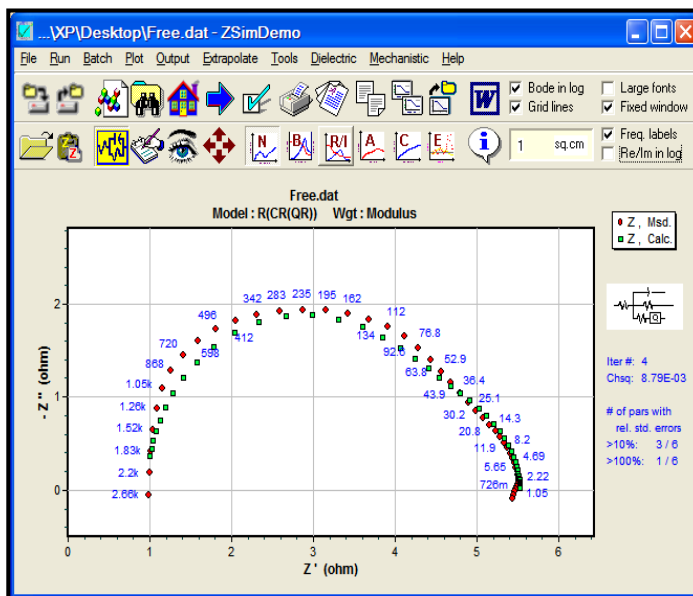 ...\XP\Desktop\Free.dat - ZSimDemo
File Run Batch Plot Output Extrapolate Tools Dielectric Mechanistic Help
W
Bode in log
Large fonts
Grid lines
Fixed window
Z
Z
N
B
R/I
A
C
E
i
1 sq.cm
Freq. labels
Re/Im in log
Free.dat
Model : R(CR(QR)) Wgt : Modulus
Z , Msd.
Z , Calc.
- Z '' (ohm)
2
1
0
0 1 2 3 4 5 6
Z ' (ohm)
342 283 235 195 162
496
112
412
720
598
134
76.8
868
92.6
52.9
1.05k
63.8
36.4
1.26k
43.9
25.1
1.52k
30.2
14.3
1.83k
20.8
8.2
11.9
4.69
2.2k
5.65
2.22
2.66k
726m
1.05
Q
Iter #: 4
Chsq: 8.79E-03
# of pars with
rel. std. errors
>10%: 3 / 6
>100%: 1 / 6